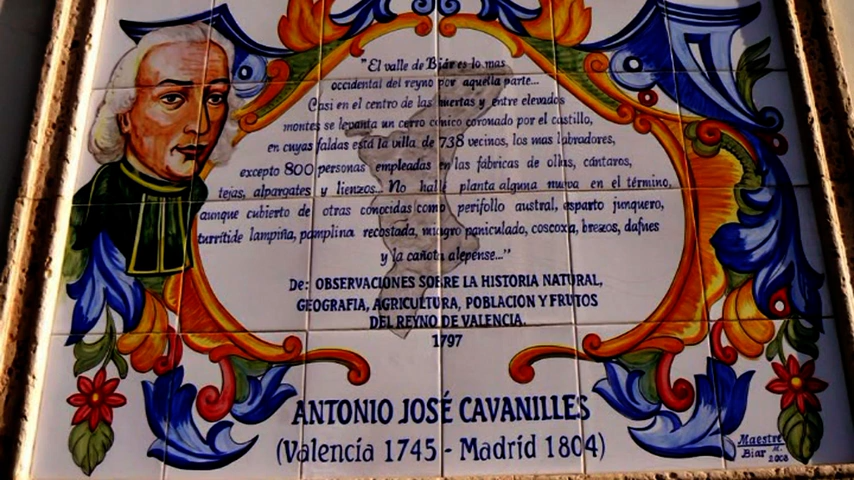 "El valle de Biár es lo mas
occidental del reyno por aquella parte...
Casi en el centro de las huertas y entre elevados
montes se levanta un cerro cónico coronado por el castillo,
en cuyas faldas está la villa de 738 vecinos, los mas labradores,
excepto 800 personas empleadas en las fábricas de ollas, cántaros,
tejas, alpargates y lienzos... No hallé planta alguna nueva en el término,
aunque cubierto de otras conocidas como perifollo austral, esparto junquero,
turrítide lampiña, pamplina recostada, milagro paniculado, coscoxa, brezos, dafnes
y la cañota alepense..."
De: OBSERVACIONES SOBRE LA HISTORIA NATURAL,
GEOGRAFIA, AGRICULTURA, POBLACION Y FRUTOS
DEL REYNO DE VALENCIA.
1797
ANTONIO JOSÉ CAVANILLES
(Valencia 1745 - Madrid 1804)
Maestre
Biar
2008